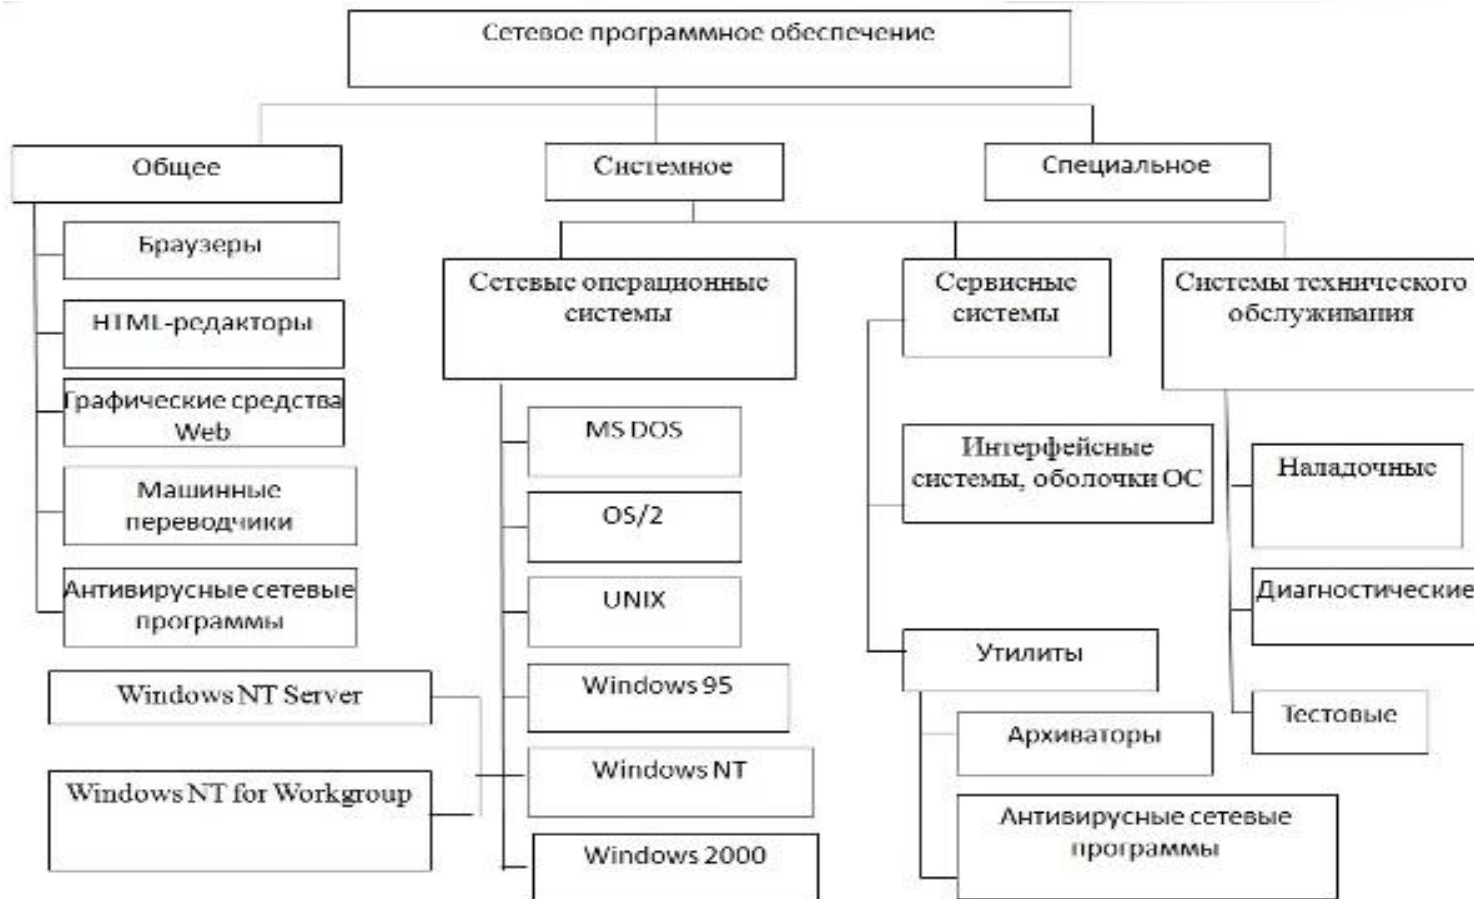 Сетевое программное обеспечение
Общее
Системное
Специальное
Браузеры
HTML-редакторы
Графические средства
Web
Машинные
переводчики
Антивирусные сетевые
программы
Сетевые операционные
системы
MS DOS
OS/2
UNIX
Windows 95
Windows NT
Windows 2000
Windows NT Server
Windows NT for Workgroup
Сервисные
системы
Интерфейсные
системы, оболочки ОС
Утилиты
Архиваторы
Антивирусные сетевые
программы
Системы технического
обслуживания
Наладочные
Диагностические
Тестовые